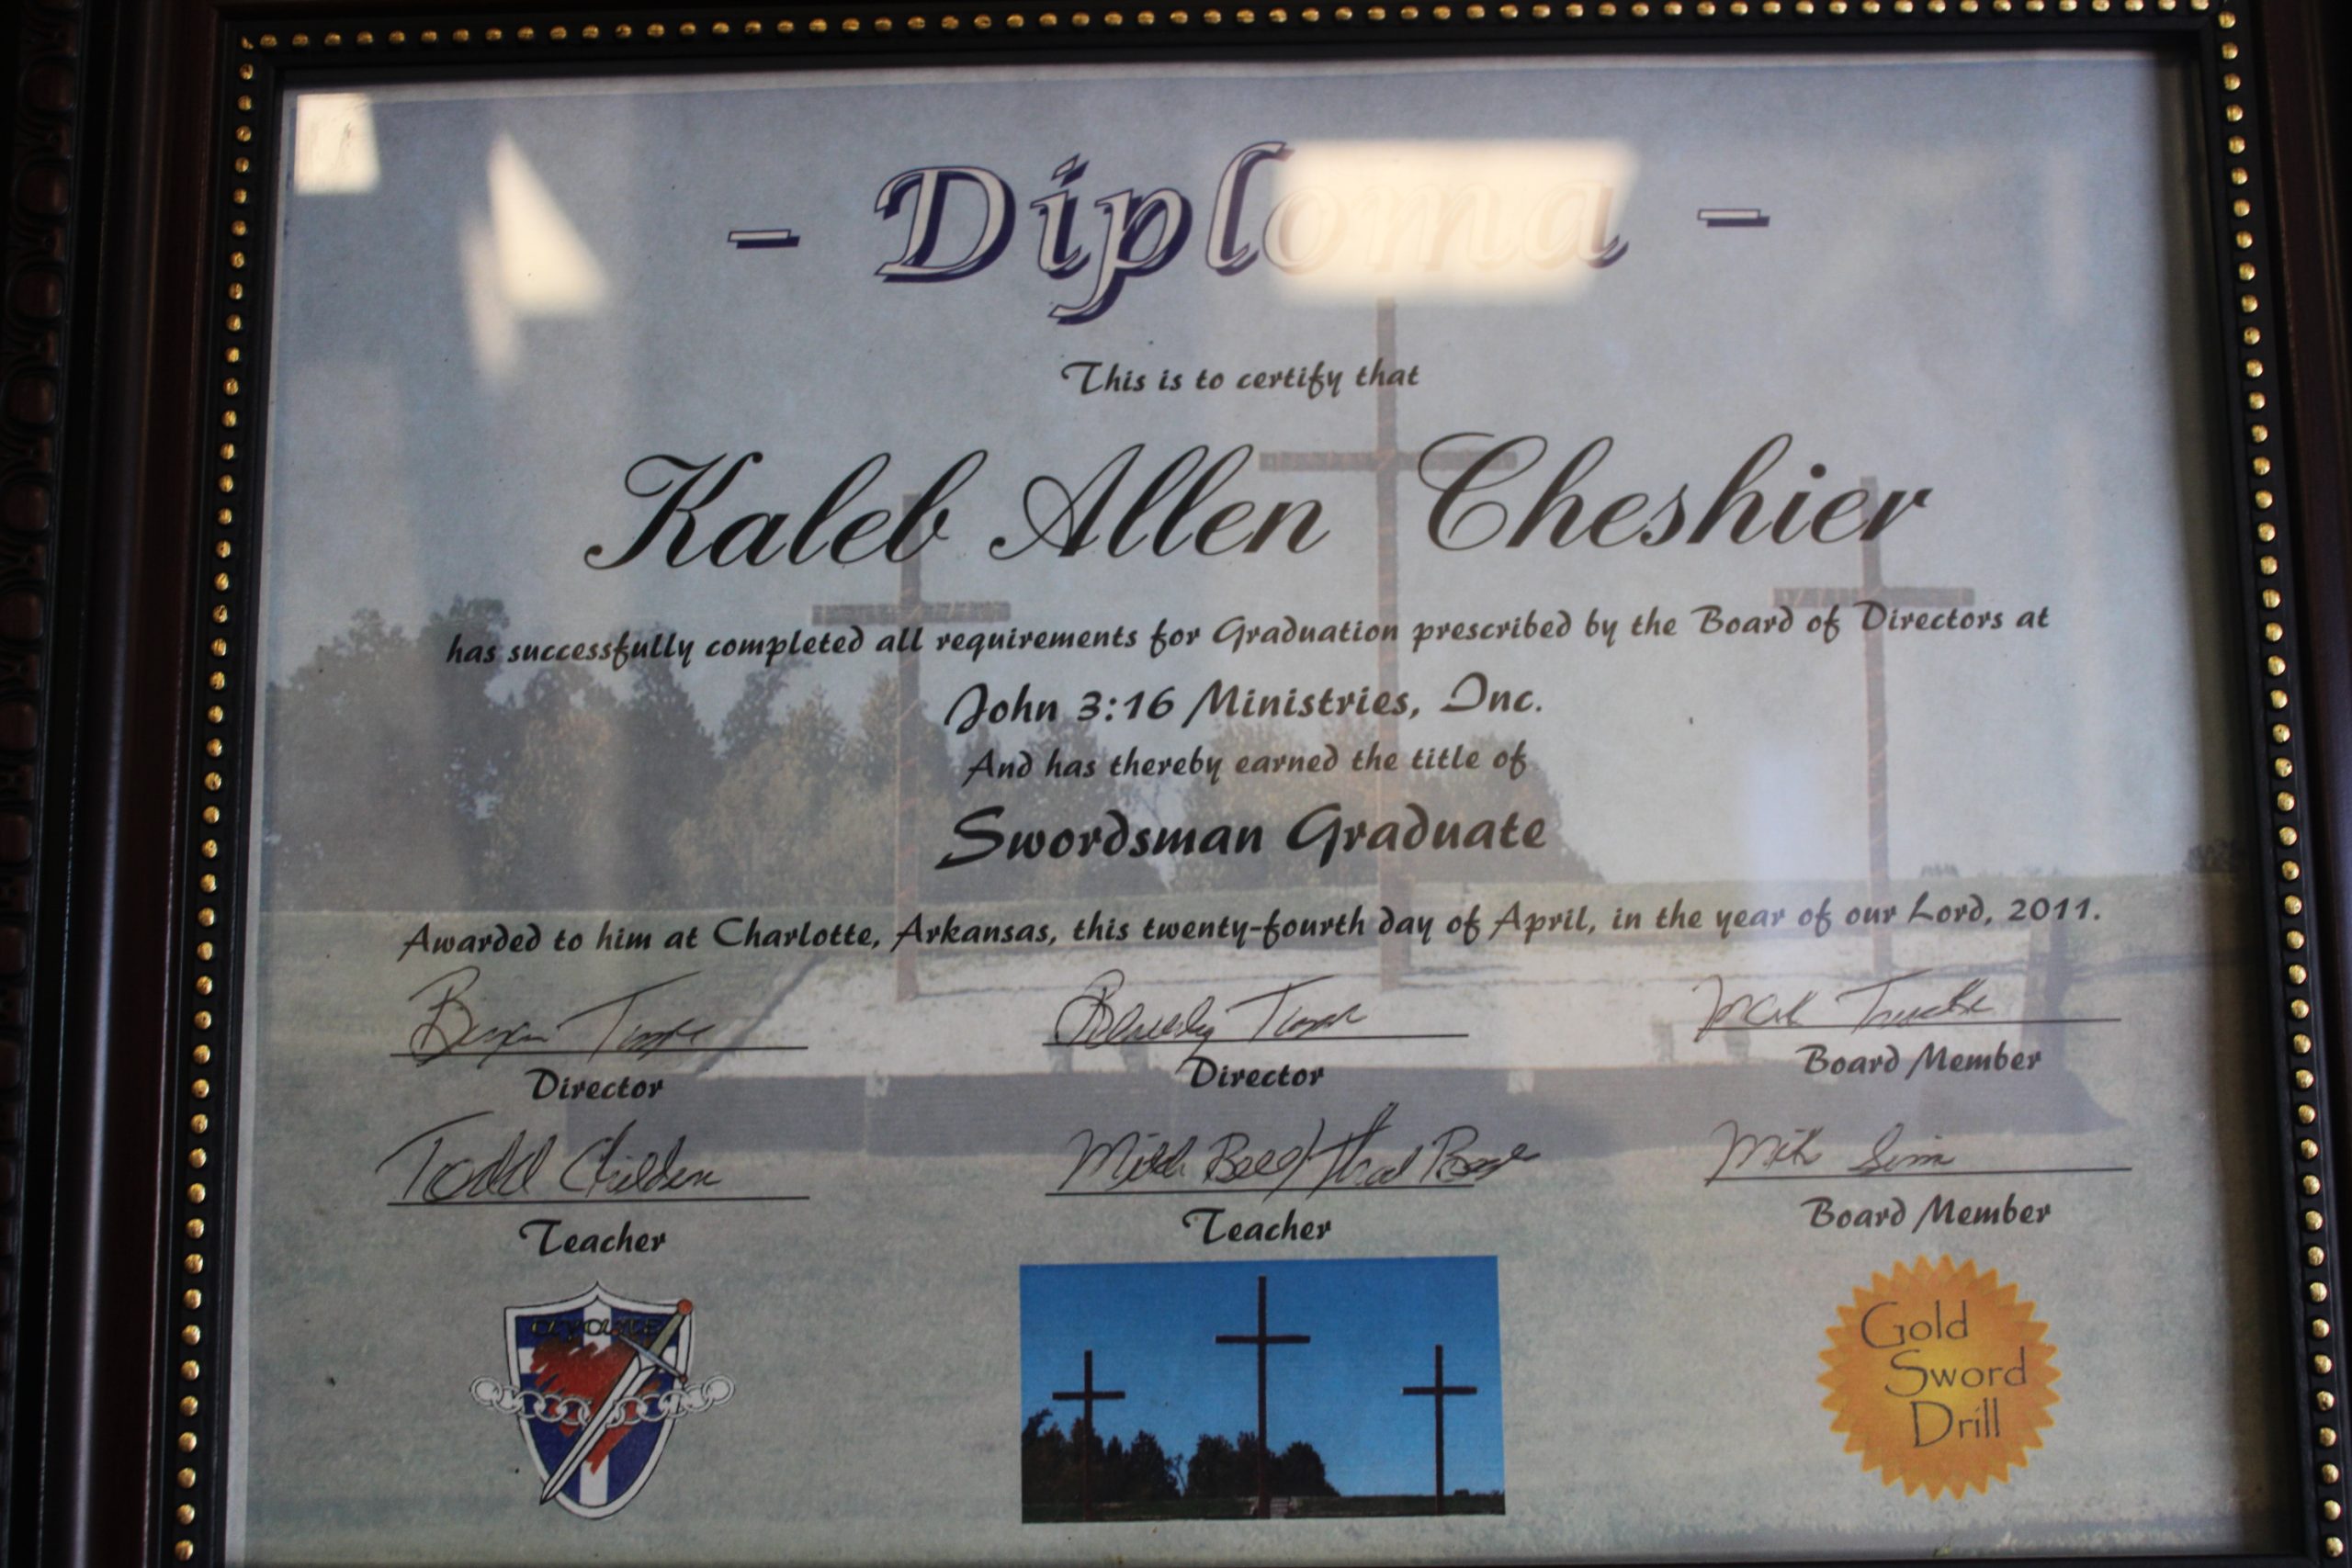 - Diploma -
This is to certify that
Kaleb Allen Cheshier
has successfully completed all requirements for Graduation prescribed by the Board of Directors at
John 3:16 Ministries, Inc.
And has thereby earned the title of
Swordsman Graduate
Awarded to him at Charlotte, Arkansas, this twenty-fourth day of April, in the year of our Lord, 2011.
Beverly
Director
Director
Board Member
Todd
Teacher
Teacher
Board Member
Gold
Sword
Drill